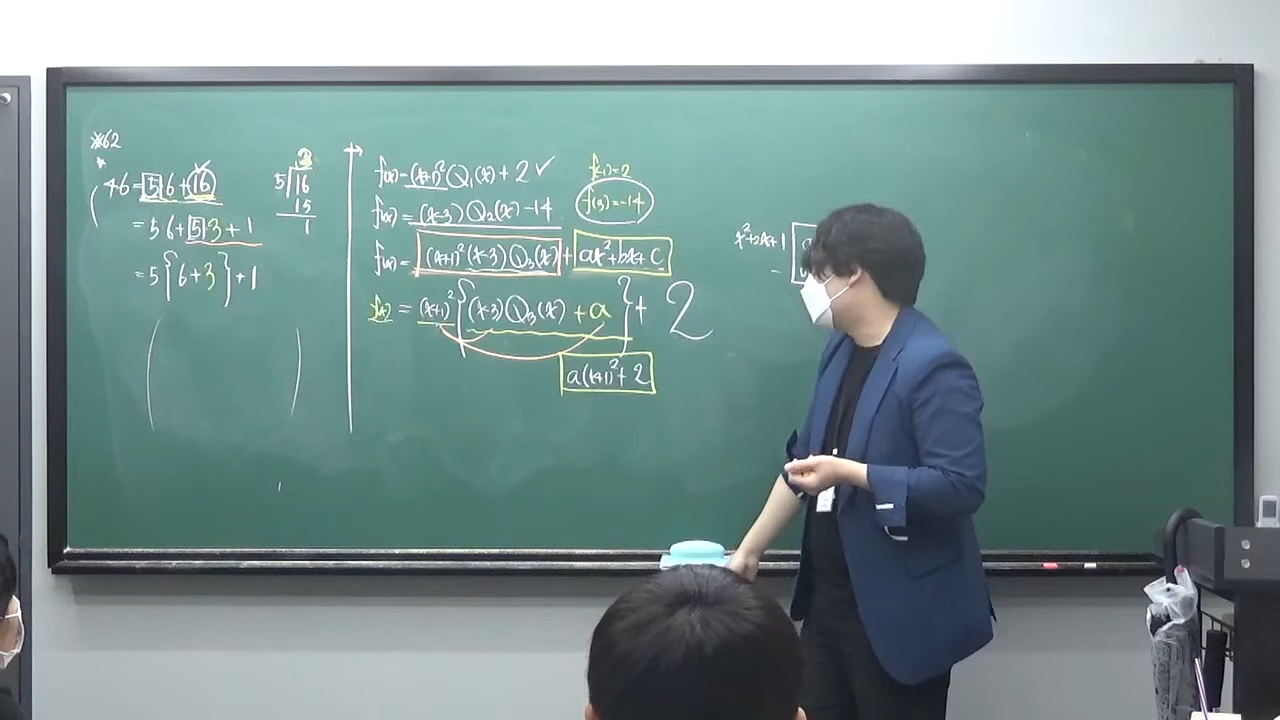 ※62
*
46 = 5·6 + 16
= 5·6 + 5·3 + 1
= 5{6+3}+1
3
5 16
15
1
f(x) = (x+1)²Q₁(x) + 2 ✓
f(-1) = 2
f(x) = (x-3)Q₂(x) - 14
f(3) = -14
f(x) = (x+1)²(x-3)Q₃(x) + ax²+bx+c
f(x) = (x+1)²{(x-3)Q₃(x) + a} + 2
a(x+1)² + 2
x²+2x+1